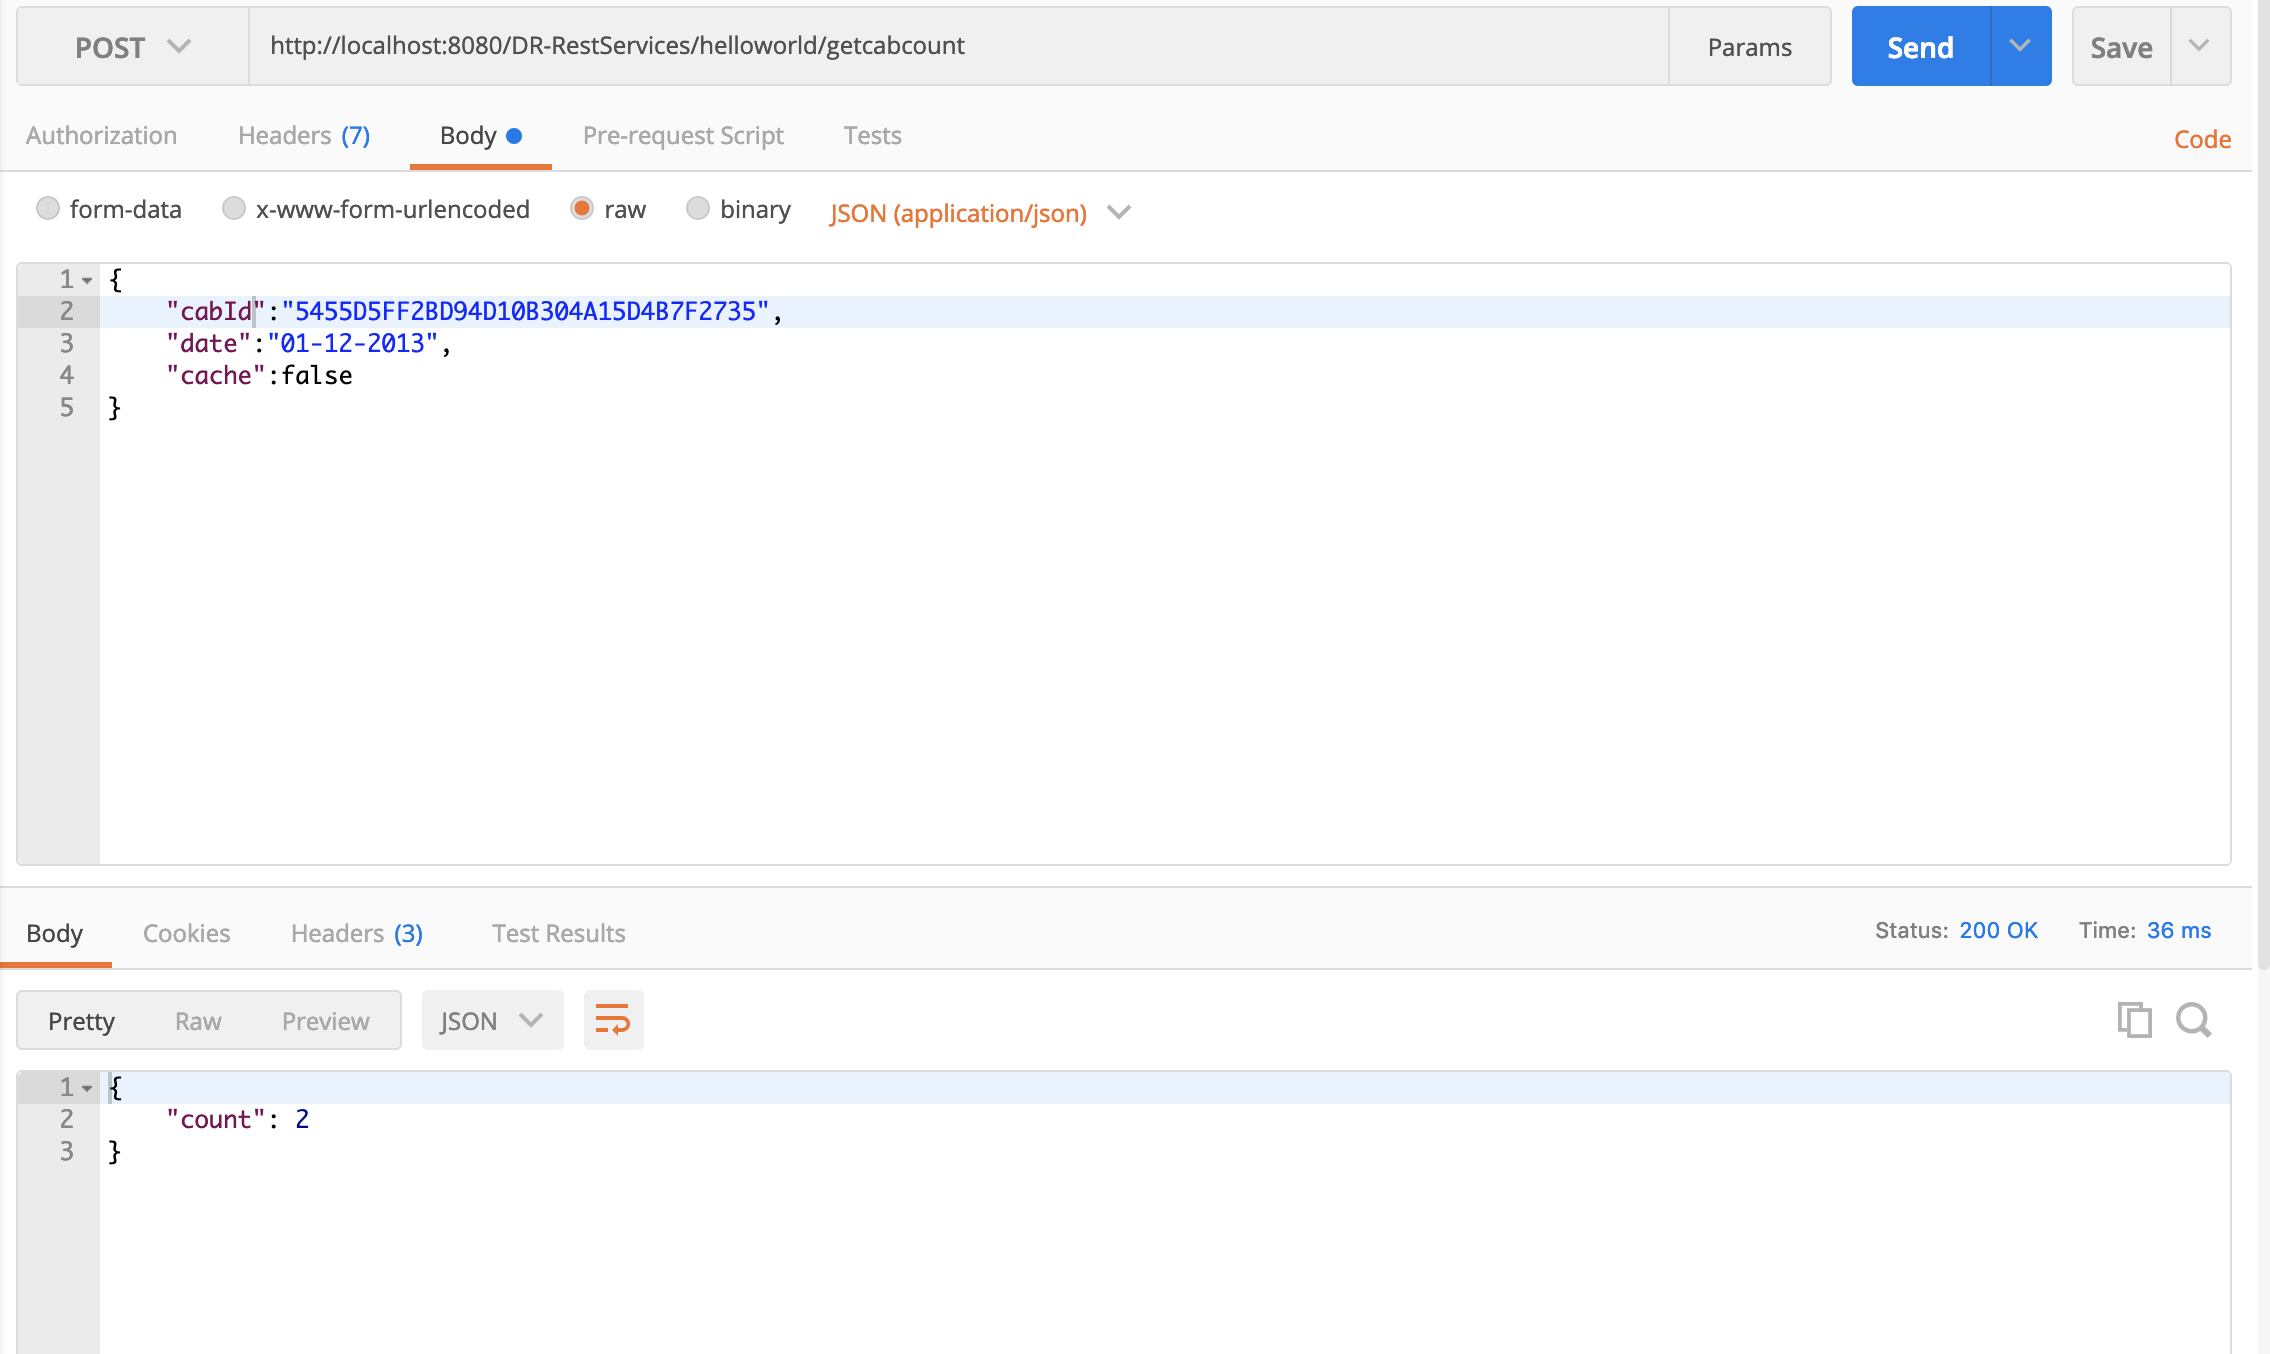 POST http://localhost:8080/DR-RestServices/helloworld/getcabcount Params Send Save
Authorization Headers (7) Body Pre-request Script Tests Code
form-data x-www-form-urlencoded raw binary JSON (application/json)
1 {
2 "cabId":"5455D5FF2BD94D10B304A15D4B7F2735",
3 "date":"01-12-2013",
4 "cache":false
5 }
Body Cookies Headers (3) Test Results Status: 200 OK Time: 36 ms
Pretty Raw Preview JSON
1 {
2 "count": 2
3 }